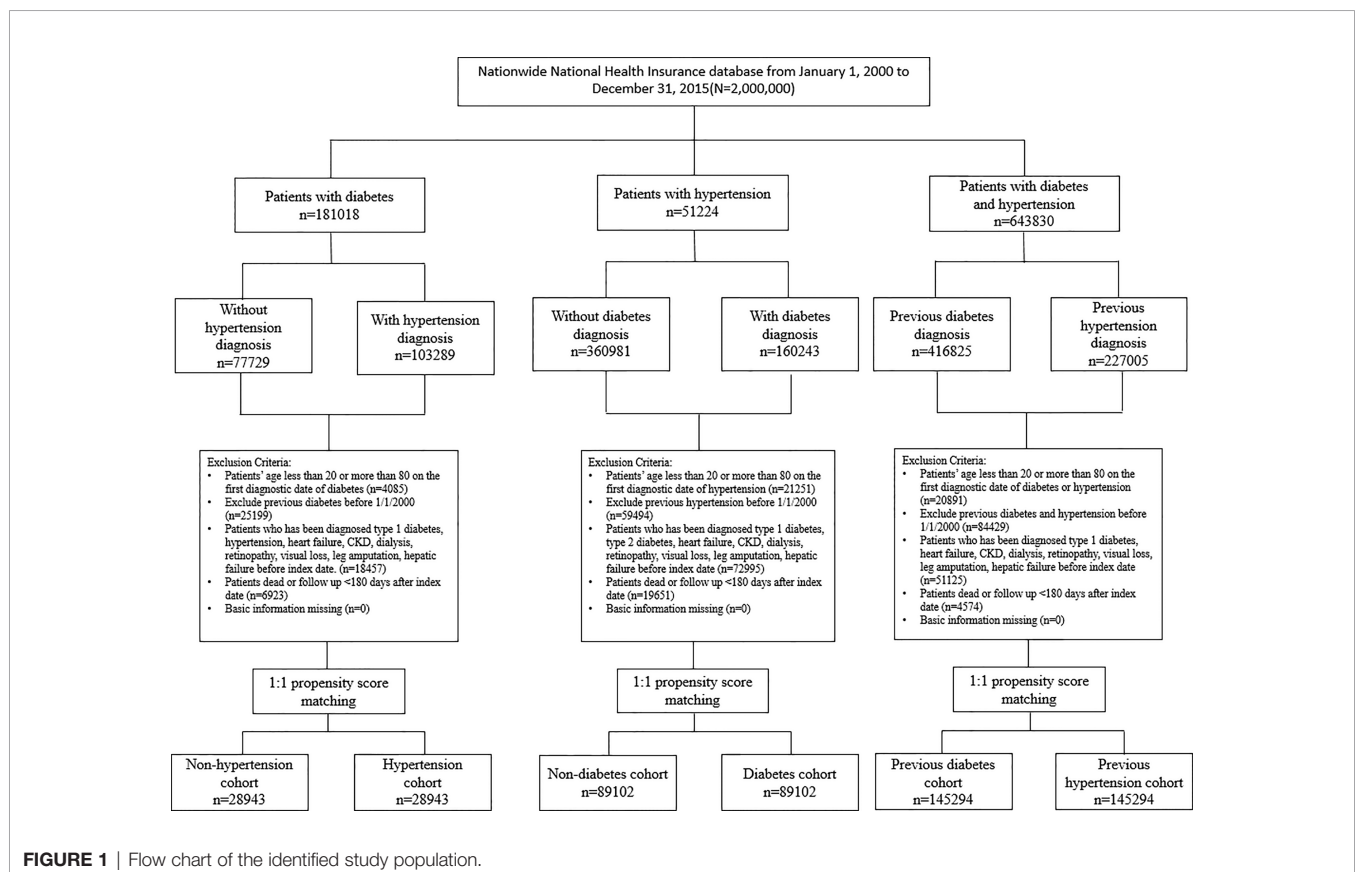 Nationwide National Health Insurance database from January 1, 2000 to
December 31, 2015(N=2,000,000)
Patients with diabetes
n=181018
Patients with hypertension
n=51224
Patients with diabetes
and hypertension
n=643830
Without
hypertension
diagnosis
n=77729
With hypertension
diagnosis
n=103289
Without diabetes
diagnosis
n=360981
With diabetes
diagnosis
n=160243
Previous diabetes
diagnosis
n=416825
Previous
hypertension
diagnosis
n=227005
Exclusion Criteria:
• Patients' age less than 20 or more than 80 on the
first diagnostic date of diabetes (n=4085)
• Exclude previous diabetes before 1/1/2000
(n=25199)
• Patients who has been diagnosed type 1 diabetes,
hypertension, heart failure, CKD, dialysis,
retinopathy, visual loss, leg amputation, hepatic
failure before index date. (n=18457)
• Patients dead or follow up <180 days after index
date (n=6923)
• Basic information missing (n=0)
Exclusion Criteria:
• Patients' age less than 20 or more than 80 on the
first diagnostic date of hypertension (n=21251)
• Exclude previous hypertension before 1/1/2000
(n=59494)
• Patients who has been diagnosed type 1 diabetes,
type 2 diabetes, heart failure, CKD, dialysis,
retinopathy, visual loss, leg amputation, hepatic
failure before index date (n=72995)
• Patients dead or follow up <180 days after index
date (n=19651)
• Basic information missing (n=0)
Exclusion Criteria:
• Patients' age less than 20 or more than 80 on the
first diagnostic date of diabetes or hypertension
(n=20891)
• Exclude previous diabetes and hypertension before
1/1/2000 (n=84429)
• Patients who has been diagnosed type 1 diabetes,
heart failure, CKD, dialysis, retinopathy, visual loss,
leg amputation, hepatic failure before index date
(n=51125)
• Patients dead or follow up <180 days after index
date (n=4574)
• Basic information missing (n=0)
1:1 propensity score
matching
1:1 propensity score
matching
1:1 propensity score
matching
Non-hypertension
cohort
n=28943
Hypertension
cohort
n=28943
Non-diabetes cohort
n=89102
Diabetes cohort
n=89102
Previous diabetes
cohort
n=145294
Previous
hypertension cohort
n=145294
FIGURE 1 | Flow chart of the identified study population.